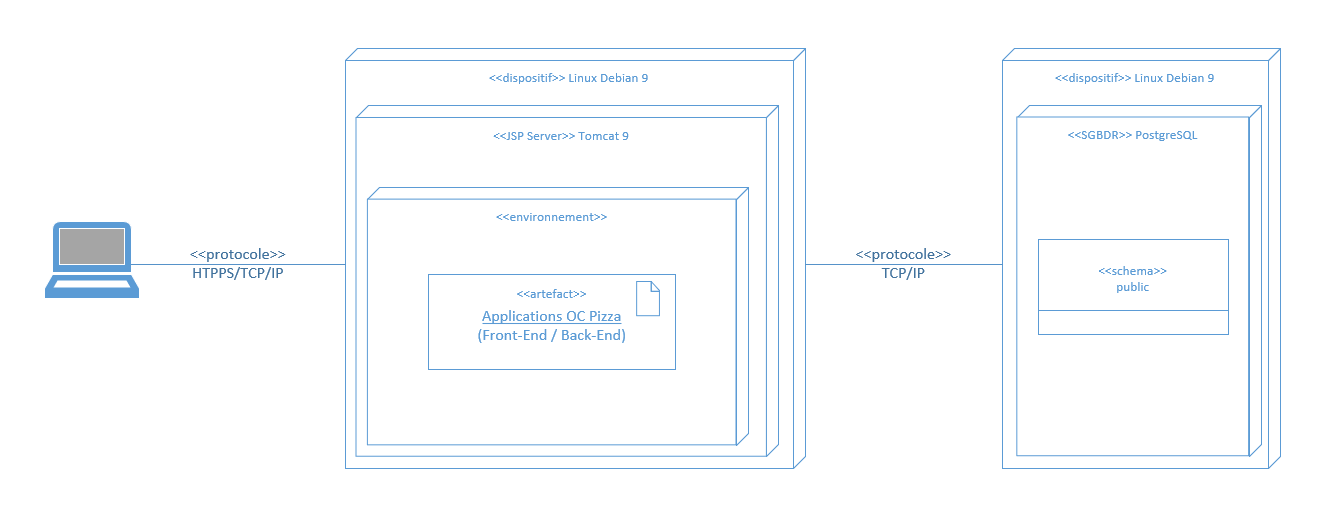 <<dispositif>> Linux Debian 9
<<JSP Server>> Tomcat 9
<<environnement>>
<<artefact>>
Applications OC Pizza
(Front-End / Back-End)
<<protocole>>
HTPPS/TCP/IP
<<protocole>>
TCP/IP
<<dispositif>> Linux Debian 9
<<SGBDR>> PostgreSQL
<<schema>>
public